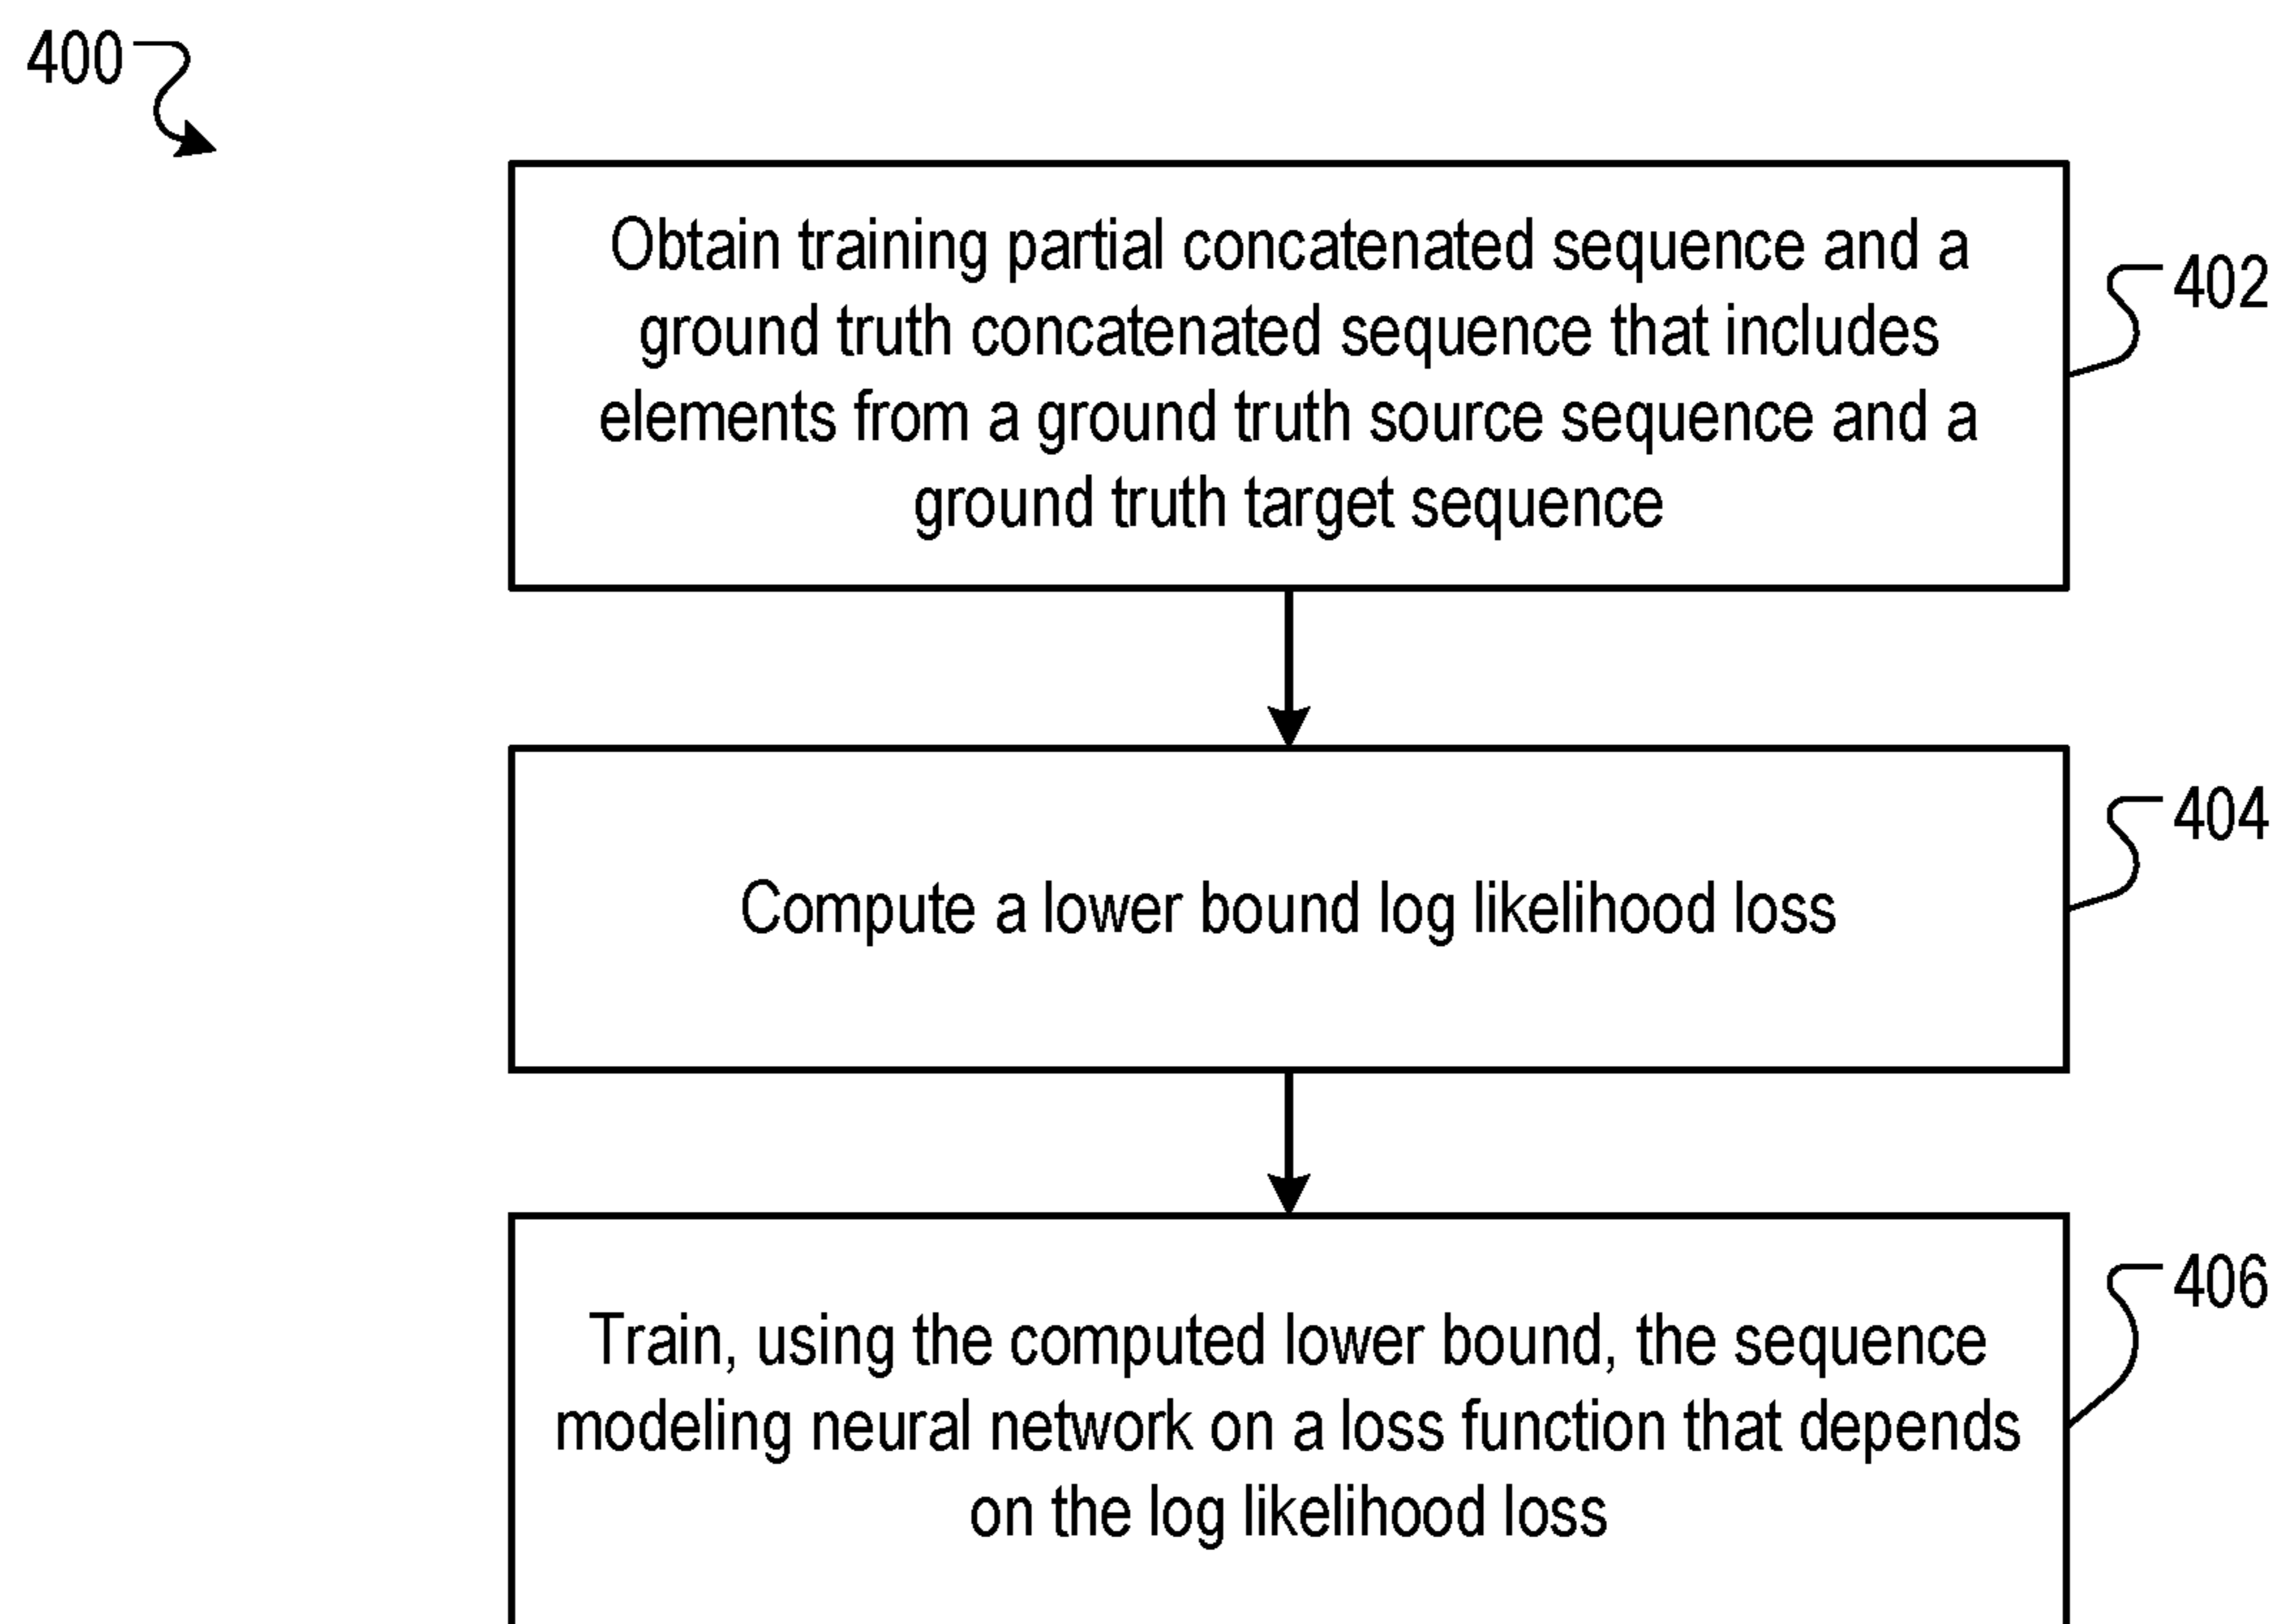 400
Obtain training partial concatenated sequence and a
ground truth concatenated sequence that includes
elements from a ground truth source sequence and a
ground truth target sequence
402
Compute a lower bound log likelihood loss
404
Train, using the computed lower bound, the sequence
modeling neural network on a loss function that depends
on the log likelihood loss
406